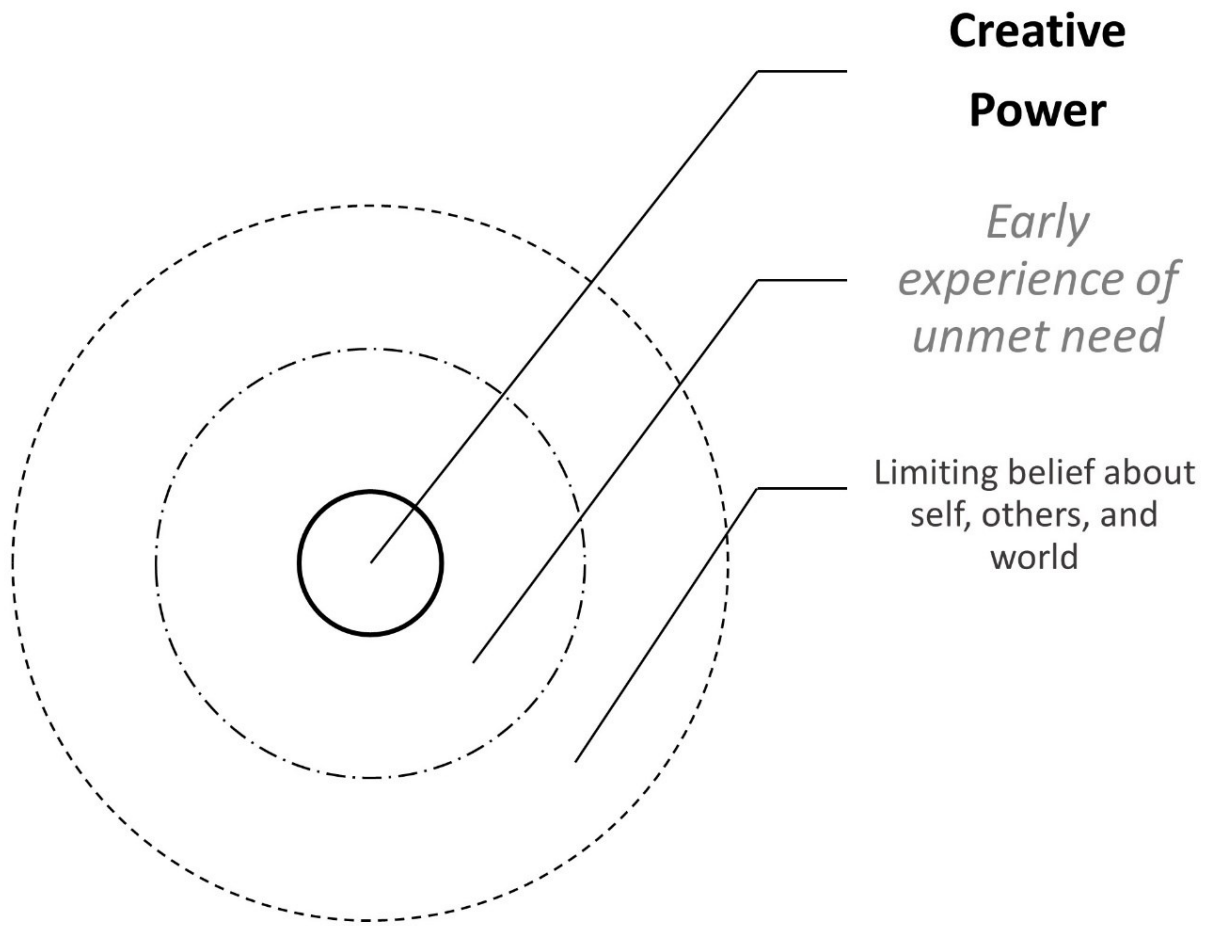 Creative
Power
Early
experience of
unmet need
Limiting belief about
self, others, and
world